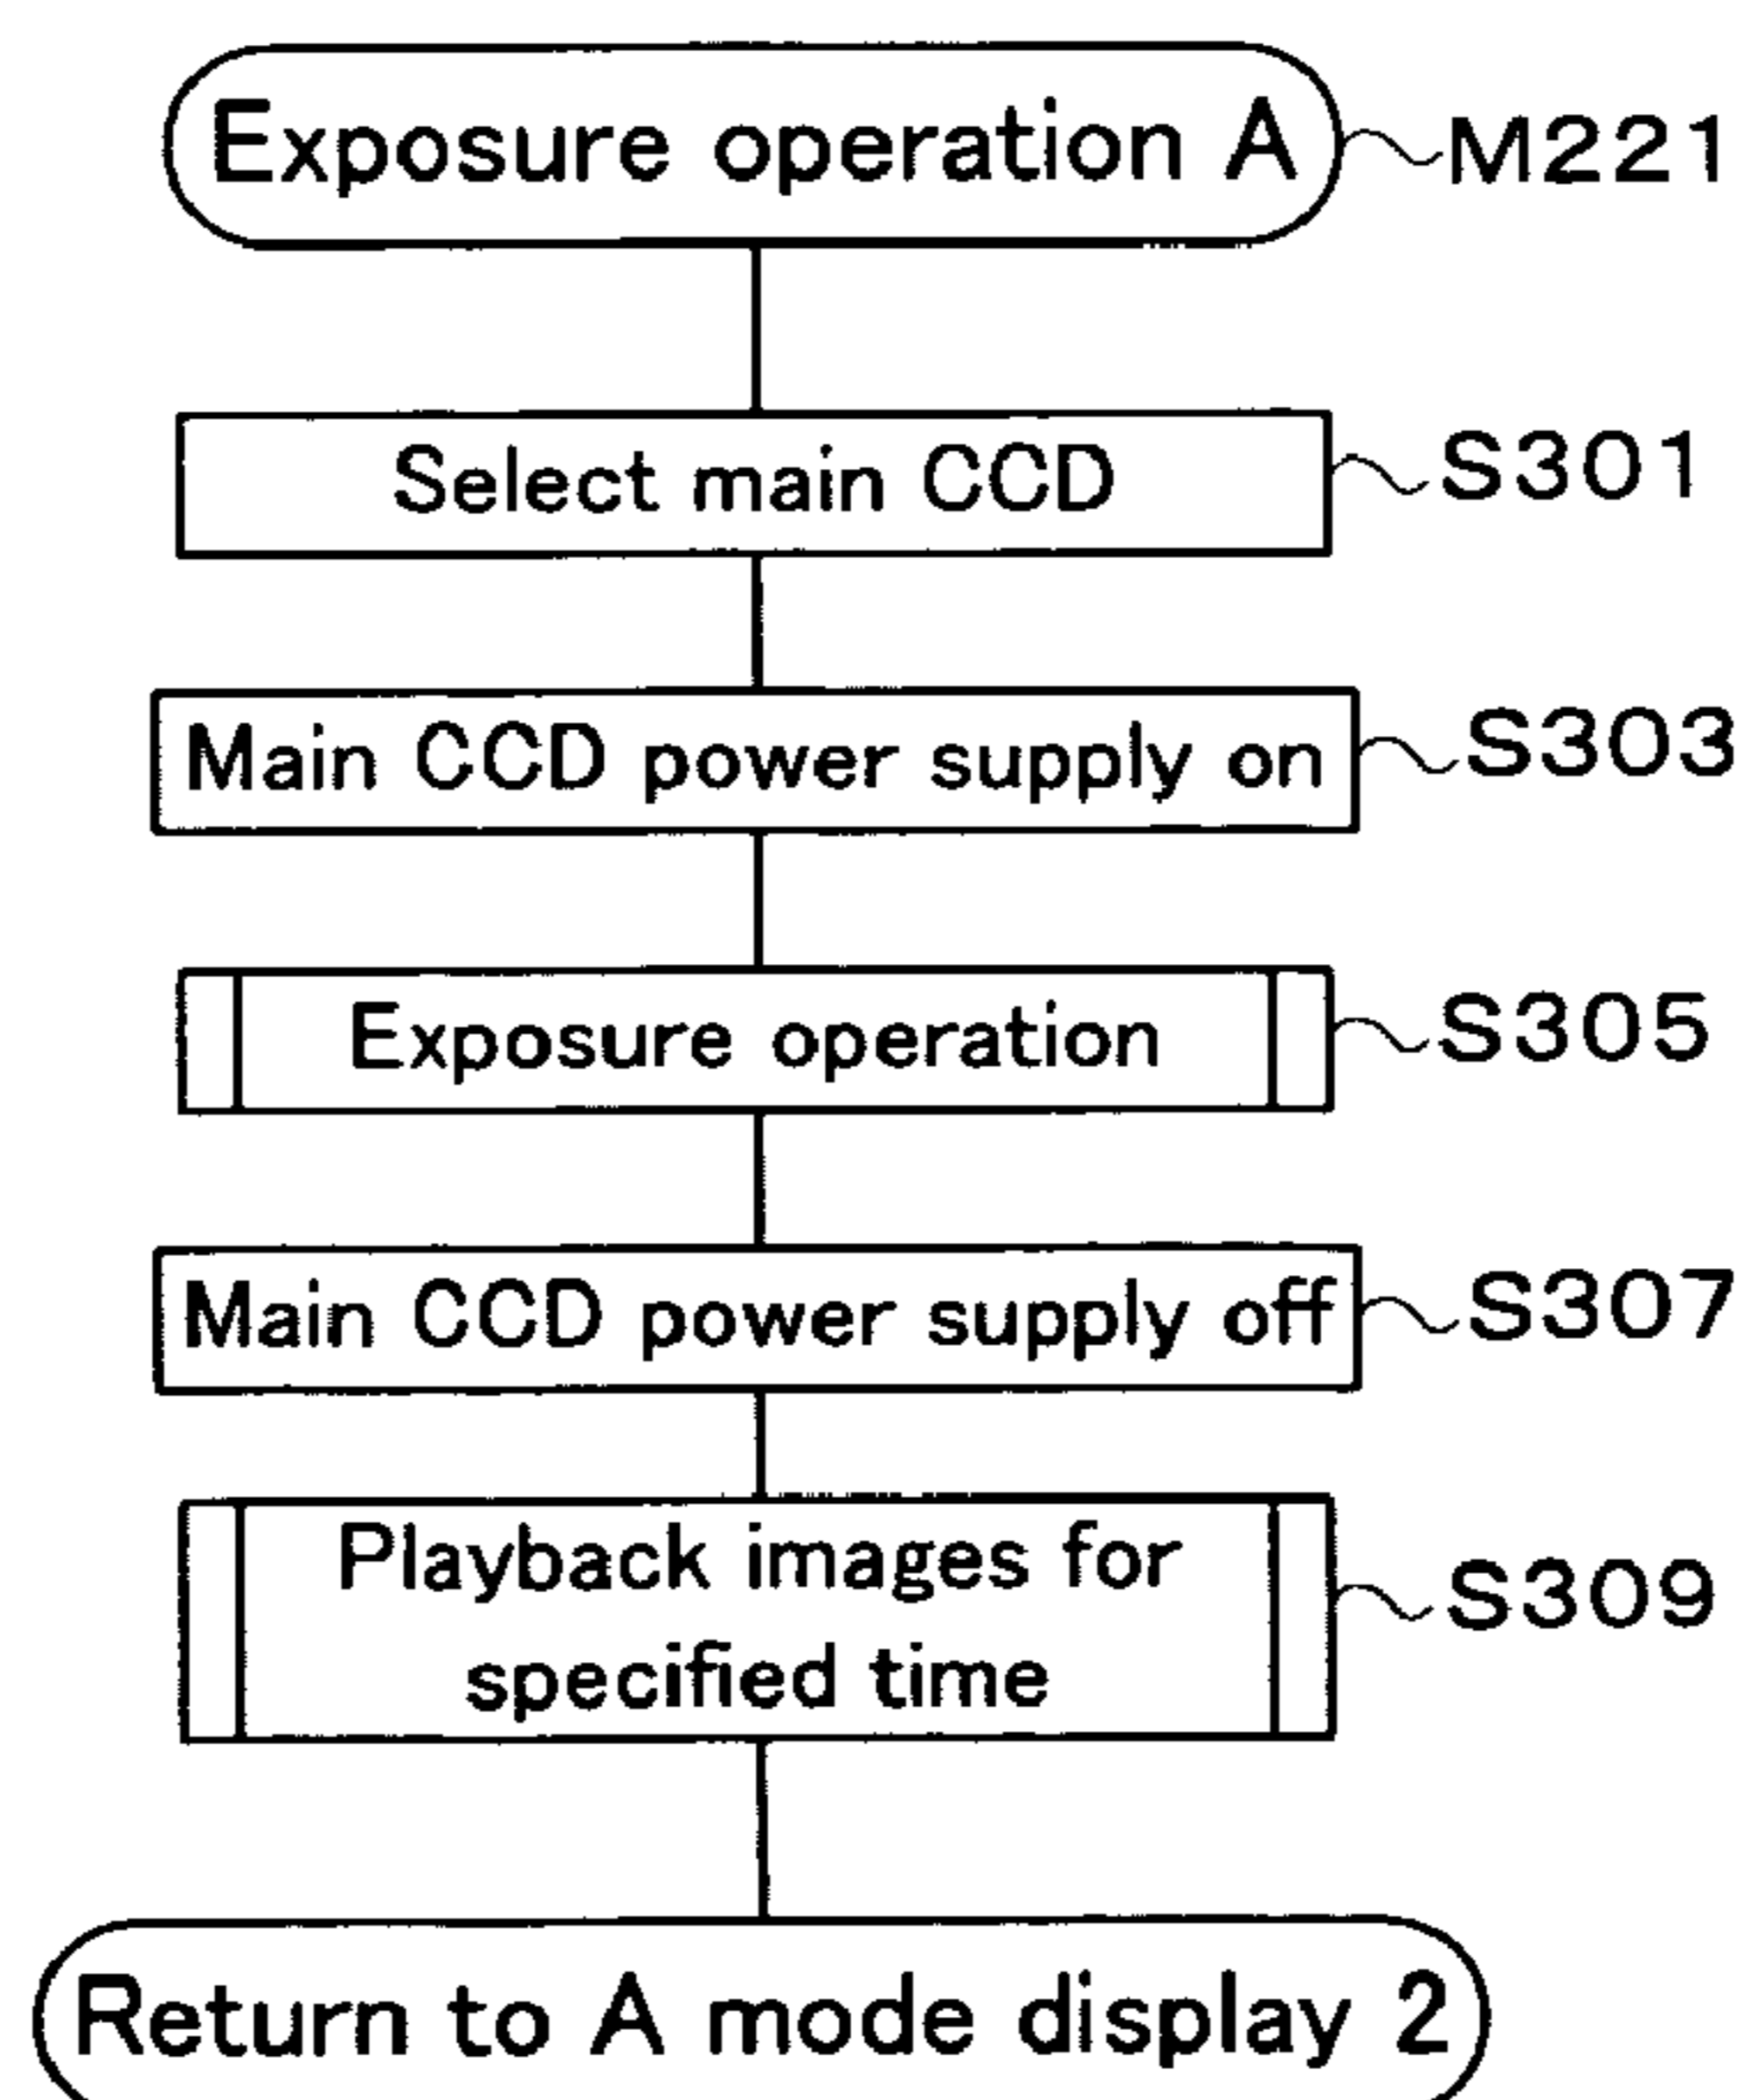 Exposure operation A M221
Select main CCD S301
Main CCD power supply on S303
Exposure operation S305
Main CCD power supply off S307
Playback images for
specified time S309
Return to A mode display 2